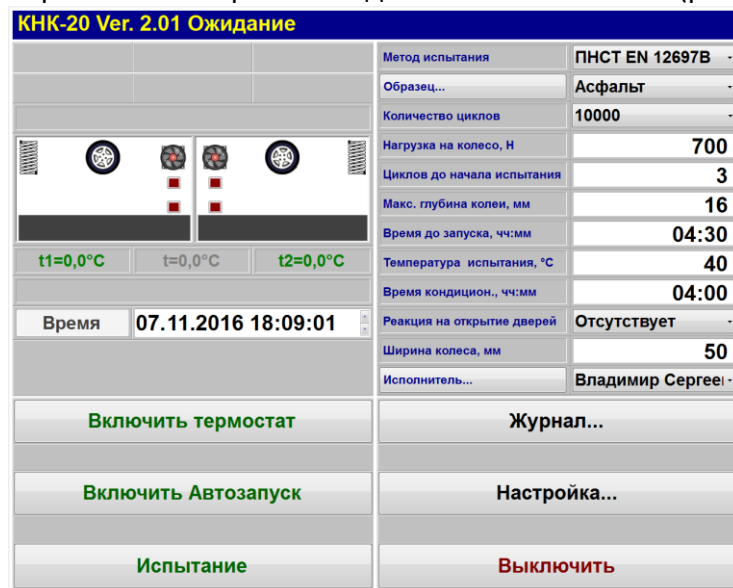 КНК-20 Ver. 2.01 Ожидание
Метод испытания ПНСТ EN 12697В
Образец... Асфальт
Количество циклов 10000
Нагрузка на колесо, Н 700
Циклов до начала испытания 3
Макс. глубина колеи, мм 16
Время до запуска, чч:мм 04:30
t1=0,0°C t=0,0°C t2=0,0°C
Температура испытания, °C 40
Время кондицион., чч:мм 04:00
Время 07.11.2016 18:09:01
Реакция на открытие дверей Отсутствует
Ширина колеса, мм 50
Исполнитель... Владимир Сергее
Включить термостат Журнал...
Включить Автозапуск Настройка...
Испытание Выключить